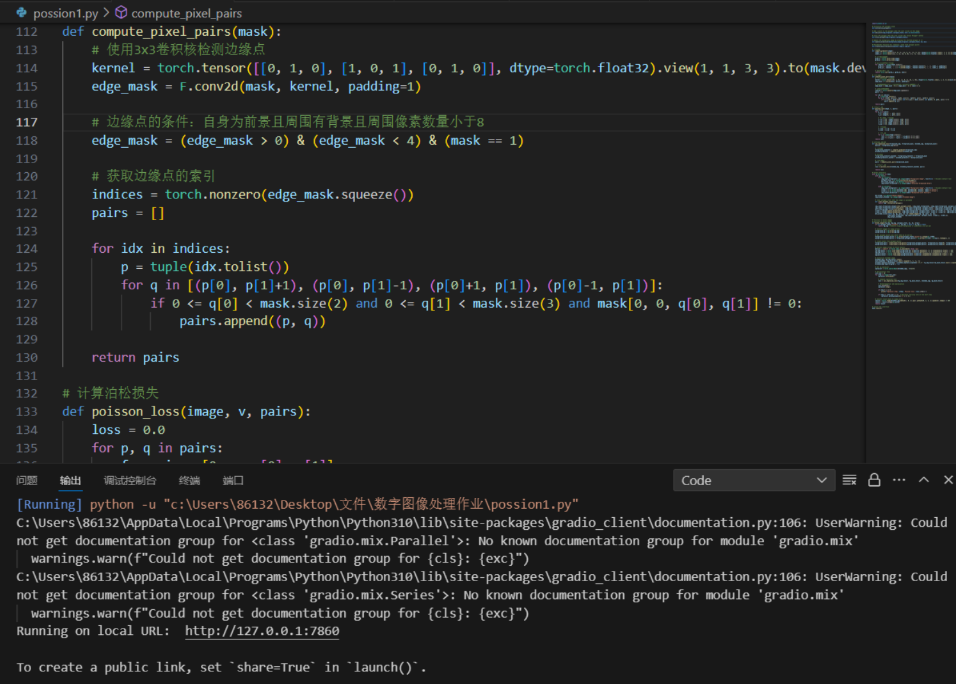 possion1.py > compute_pixel_pairs
112 def compute_pixel_pairs(mask):
113 # 使用3x3卷积核检测边缘点
114 kernel = torch.tensor([[0, 1, 0], [1, 0, 1], [0, 1, 0]], dtype=torch.float32).view(1, 1, 3, 3).to(mask.dev
115 edge_mask = F.conv2d(mask, kernel, padding=1)
116
117 # 边缘点的条件：自身为前景且周围有背景且周围像素数量小于8
118 edge_mask = (edge_mask > 0) & (edge_mask < 4) & (mask == 1)
119
120 # 获取边缘点的索引
121 indices = torch.nonzero(edge_mask.squeeze())
122 pairs = []
123
124 for idx in indices:
125 p = tuple(idx.tolist())
126 for q in [(p[0], p[1]+1), (p[0], p[1]-1), (p[0]+1, p[1]), (p[0]-1, p[1])]:
127 if 0 <= q[0] < mask.size(2) and 0 <= q[1] < mask.size(3) and mask[0, 0, q[0], q[1]] != 0:
128 pairs.append((p, q))
129
130 return pairs
131
132 # 计算泊松损失
133 def poisson_loss(image, v, pairs):
134 loss = 0.0
135 for p, q in pairs:
问题 输出 调试控制台 终端 端口 Code
[Running] python -u "c:\Users\86132\Desktop\文件\数字图像处理作业\possion1.py"
C:\Users\86132\AppData\Local\Programs\Python\Python310\lib\site-packages\gradio_client\documentation.py:106: UserWarning: Could
not get documentation group for <class 'gradio.mix.Parallel'>: No known documentation group for module 'gradio.mix'
warnings.warn(f"Could not get documentation group for {cls}: {exc}")
C:\Users\86132\AppData\Local\Programs\Python\Python310\lib\site-packages\gradio_client\documentation.py:106: UserWarning: Could
not get documentation group for <class 'gradio.mix.Series'>: No known documentation group for module 'gradio.mix'
warnings.warn(f"Could not get documentation group for {cls}: {exc}")
Running on local URL: http://127.0.0.1:7860
To create a public link, set `share=True` in `launch()`.